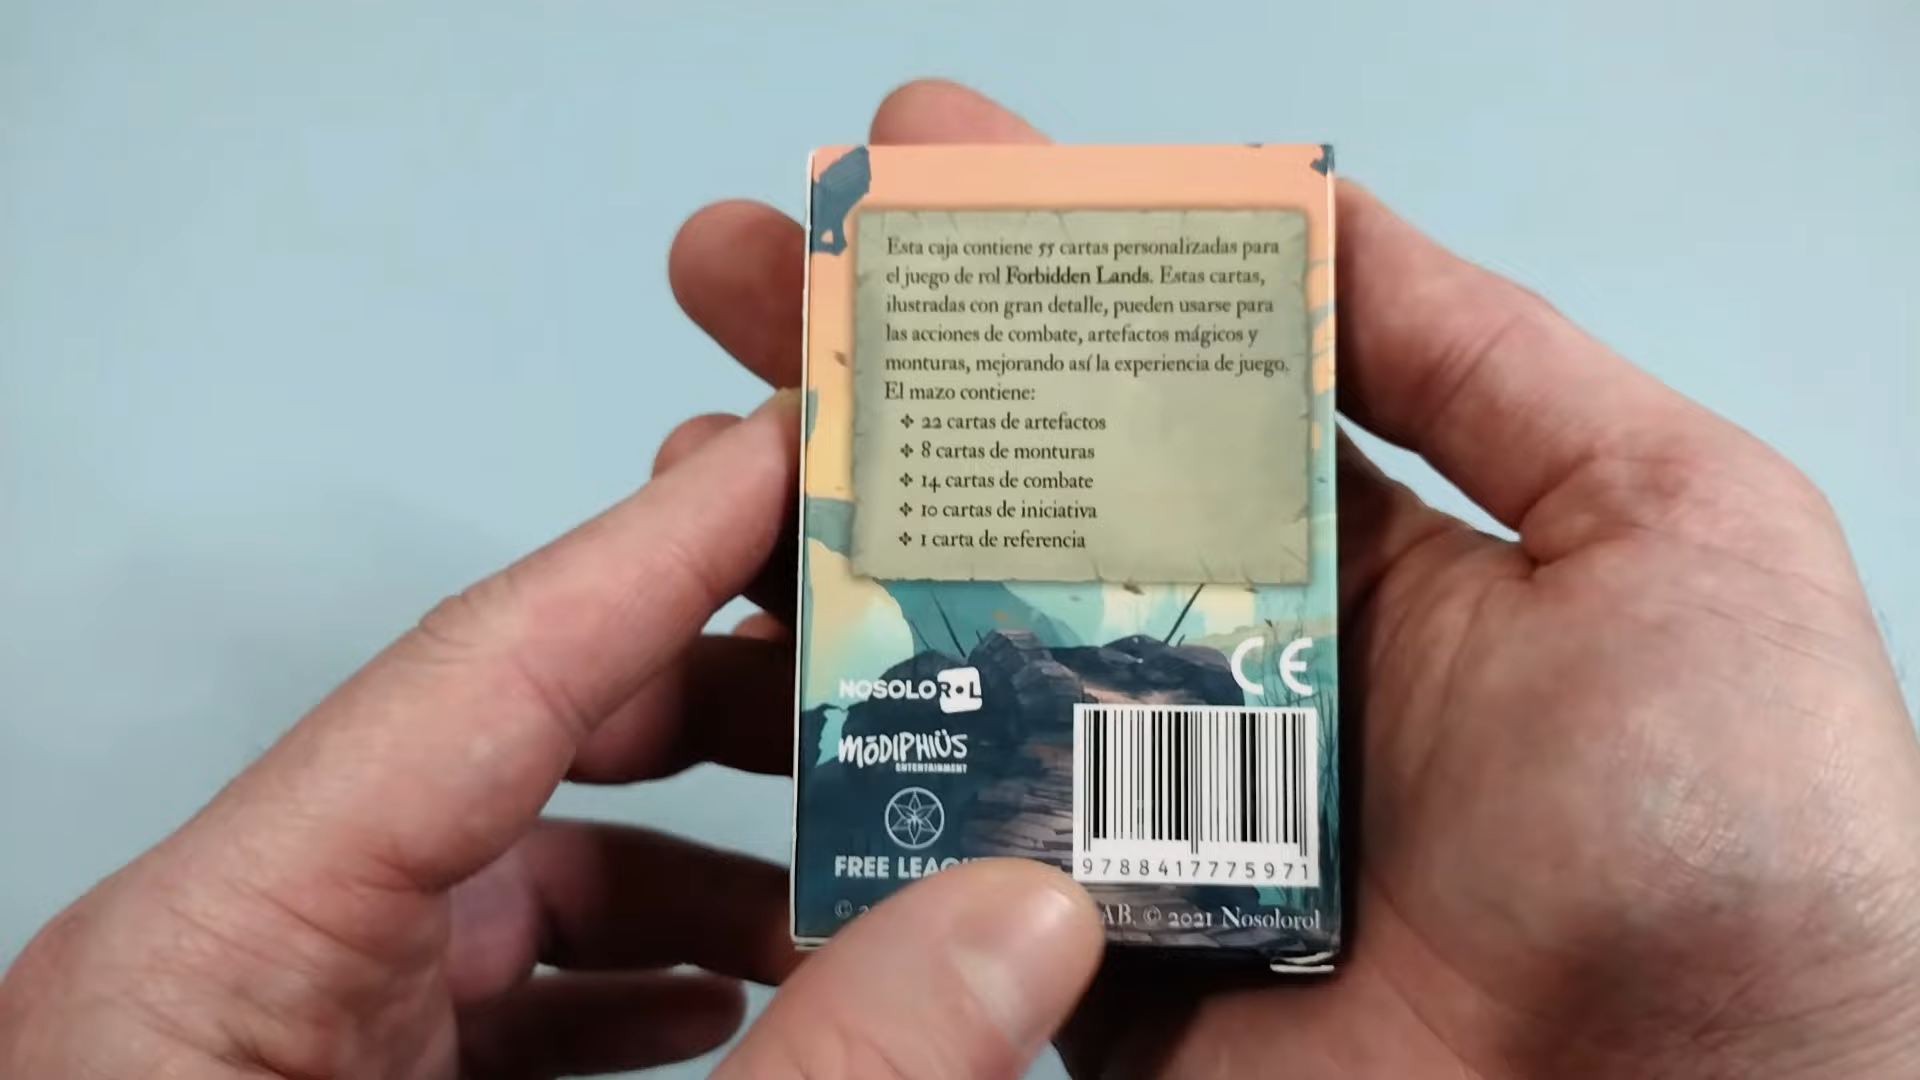 Esta caja contiene 55 cartas personalizadas para
el juego de rol Forbidden Lands. Estas cartas,
ilustradas con gran detalle, pueden usarse para
las acciones de combate, artefactos mágicos y
monturas, mejorando así la experiencia de juego.
El mazo contiene:
❖ 22 cartas de artefactos
❖ 8 cartas de monturas
❖ 14 cartas de combate
❖ 10 cartas de iniciativa
❖ 1 carta de referencia
CE
NOSOLOROL
MŌDIPHIÜS
ENTERTAINMENT
FREE
9788417775971
© AB. © 2021 Nosolorol